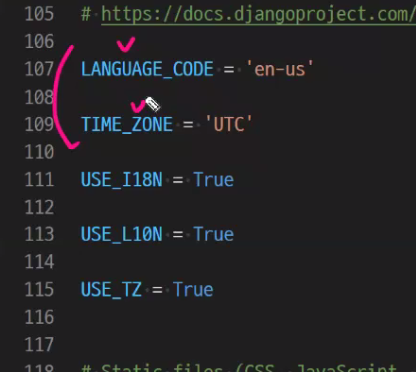 105 # https://docs.djangoproject.com/
106
107 LANGUAGE_CODE = 'en-us'
108
109 TIME_ZONE = 'UTC'
110
111 USE_I18N = True
112
113 USE_L10N = True
114
115 USE_TZ = True
116
117
118 # Static files (CSS, JavaScript